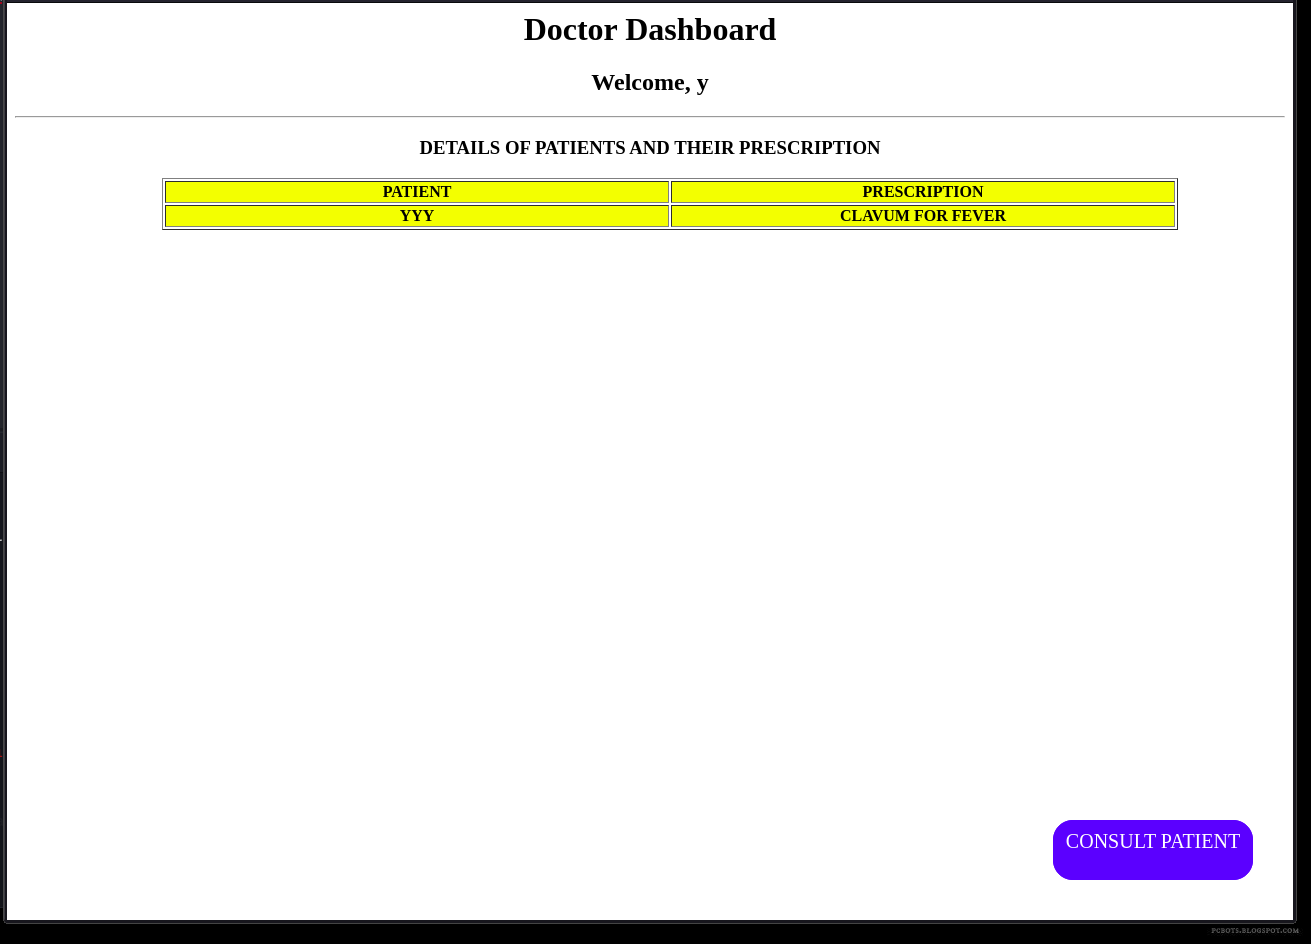 Doctor Dashboard
Welcome, y
DETAILS OF PATIENTS AND THEIR PRESCRIPTION
PATIENT PRESCRIPTION
YYY CLAVUM FOR FEVER
CONSULT PATIENT
PCBOTS.BLOGSPOT.COM